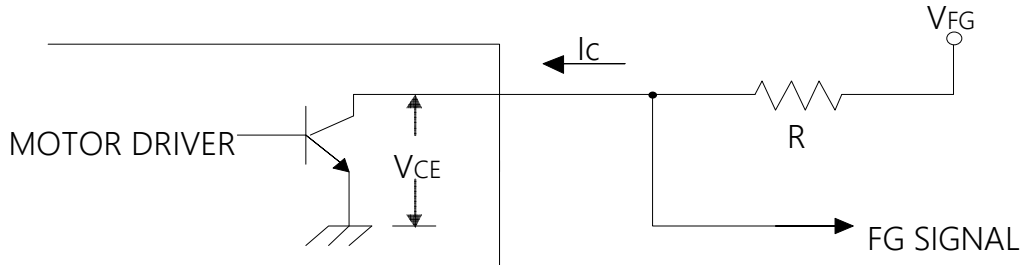 VFG
IC
MOTOR DRIVER
VCE
R
FG SIGNAL